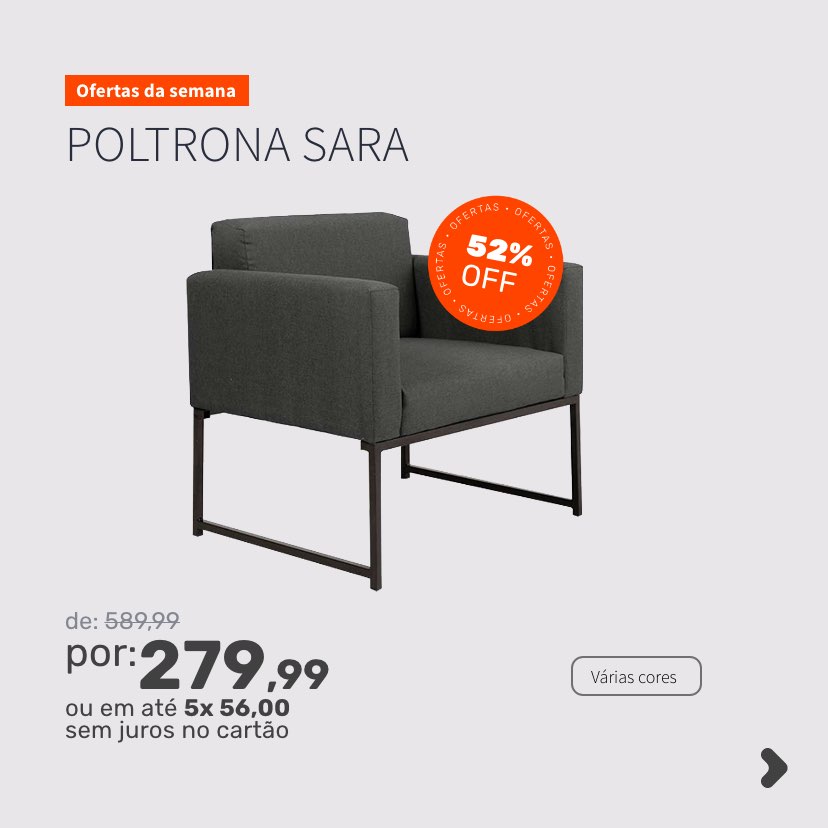 Ofertas da semana
POLTRONA SARA
OFERTAS • OFERTAS • OFERTAS • OFERTAS • OFERTAS •
52%
OFF
de: 589,99
por: 279,99
ou em até 5x 56,00
sem juros no cartão
Várias cores